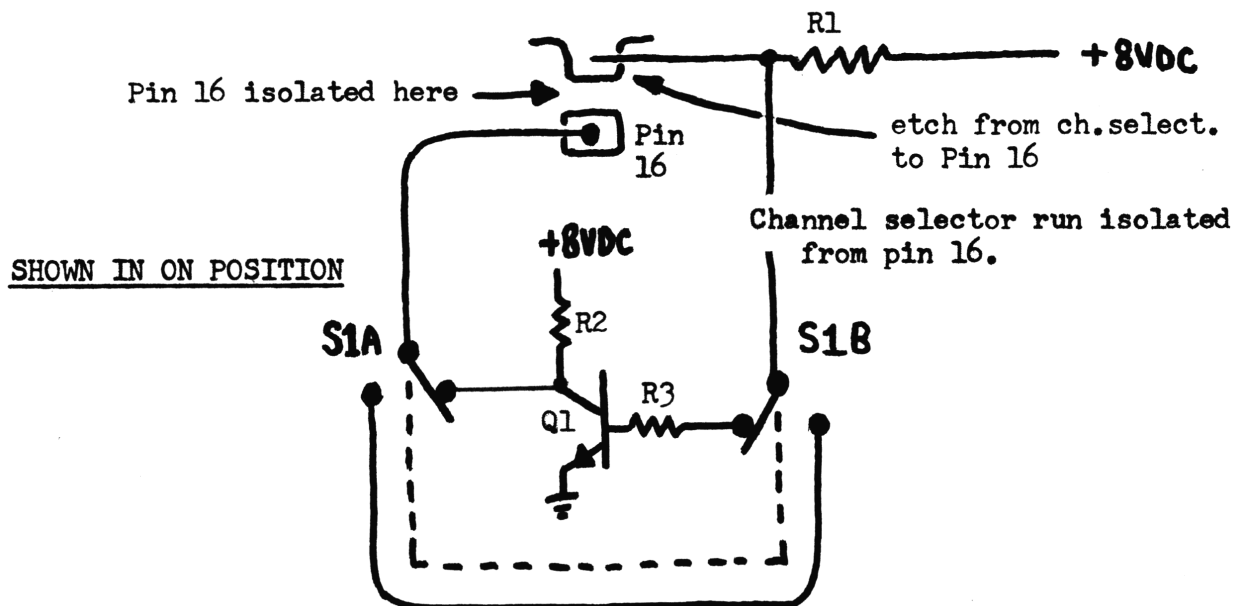 R1
+8VDC
Pin 16 isolated here
etch from ch.select.
to Pin 16
Pin
16
Channel selector run isolated
from pin 16.
+8VDC
SHOWN IN ON POSITION
R2
S1A
S1B
R3
Q1